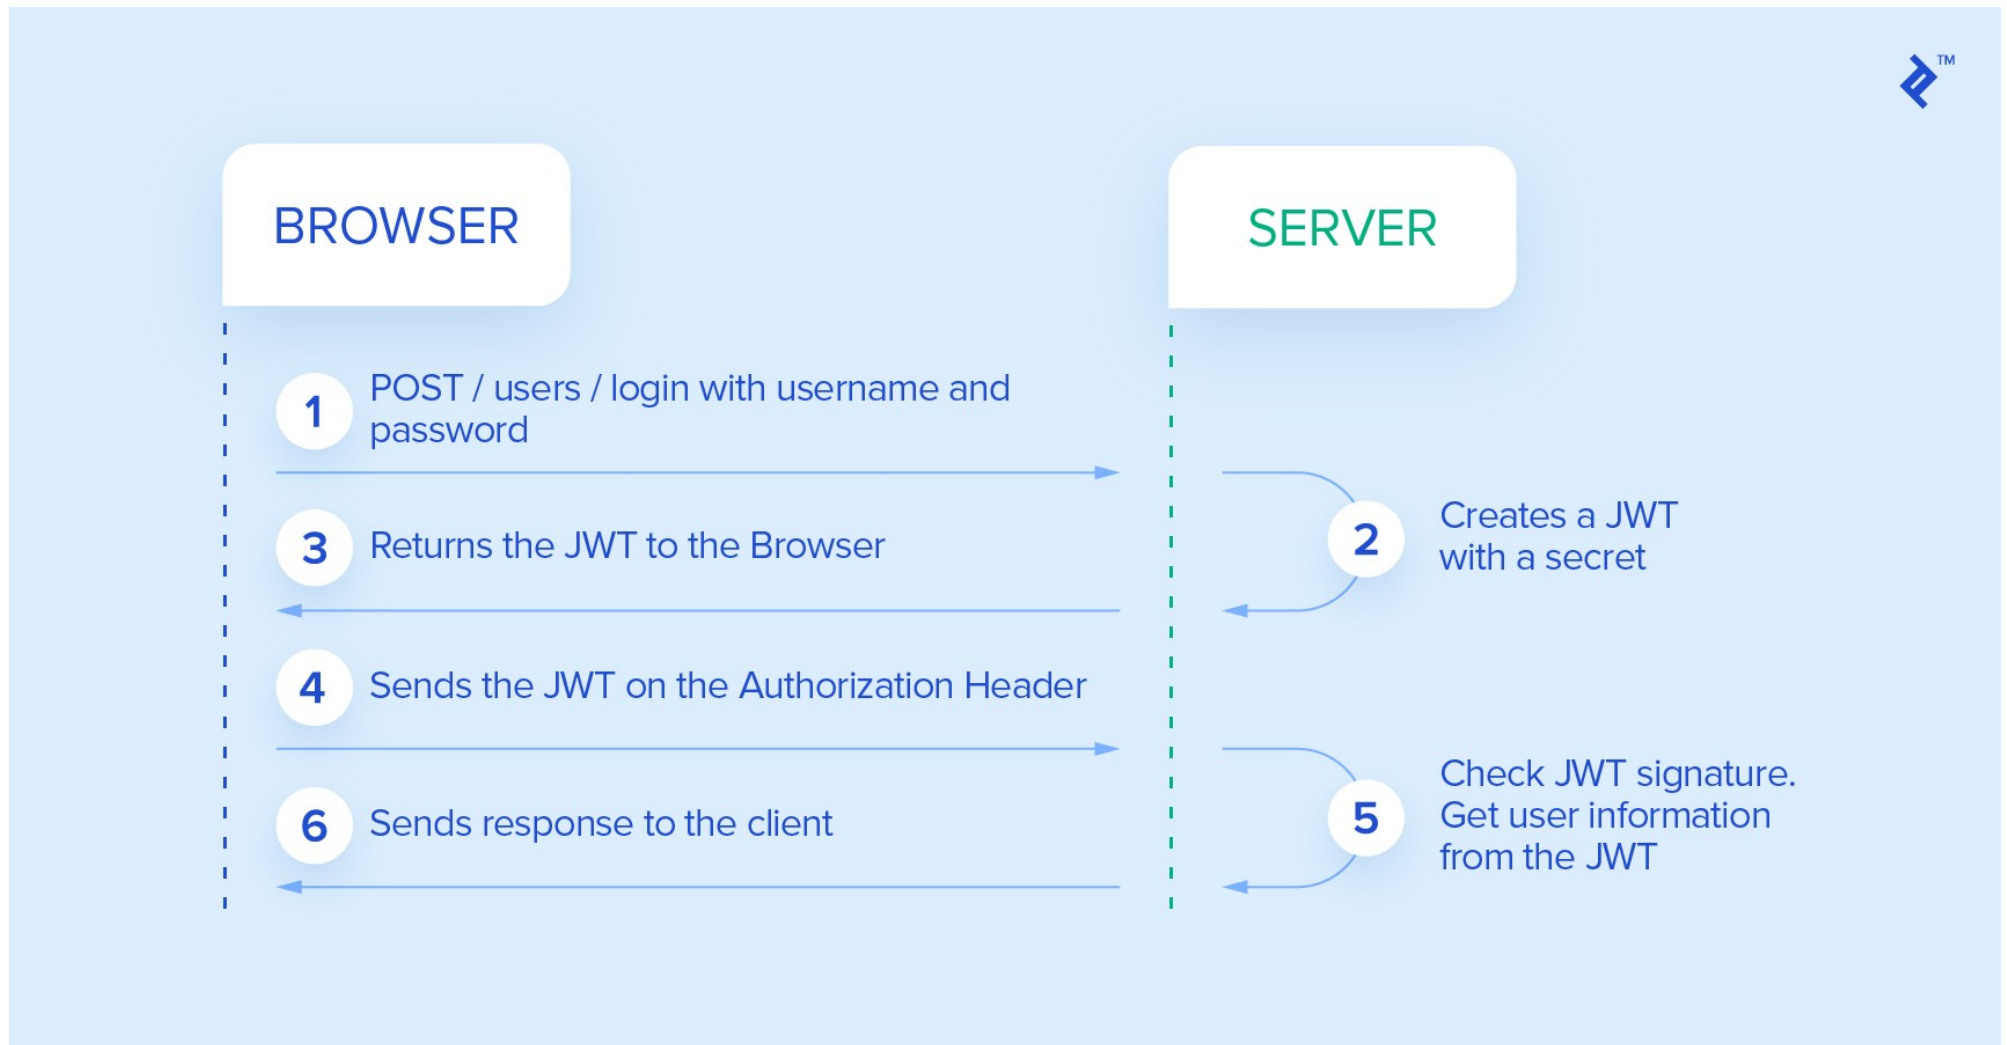 TM
BROWSER
SERVER
1
POST / users / login with username and
password
2
Creates a JWT
with a secret
3
Returns the JWT to the Browser
4
Sends the JWT on the Authorization Header
5
Check JWT signature.
Get user information
from the JWT
6
Sends response to the client